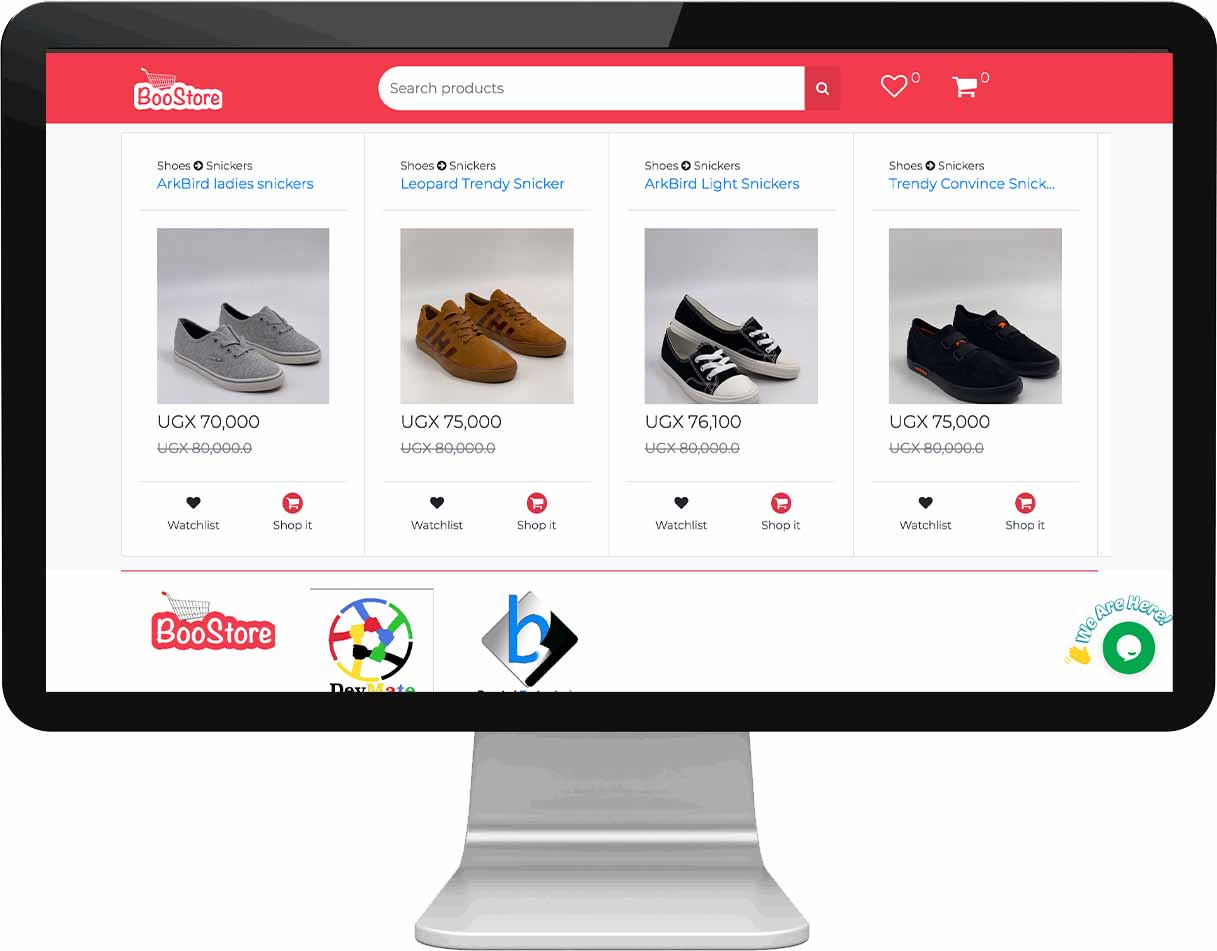 BooStore
Search products
0
0
Shoes Snickers
ArkBird ladies snickers
UGX 70,000
UGX 80,000.0
Watchlist
Shop it
Shoes Snickers
Leopard Trendy Snicker
UGX 75,000
UGX 80,000.0
Watchlist
Shop it
Shoes Snickers
ArkBird Light Snickers
UGX 76,100
UGX 80,000.0
Watchlist
Shop it
Shoes Snickers
Trendy Convince Snick...
UGX 75,000
UGX 80,000.0
Watchlist
Shop it
BooStore
DevMate
b
We Are Here!